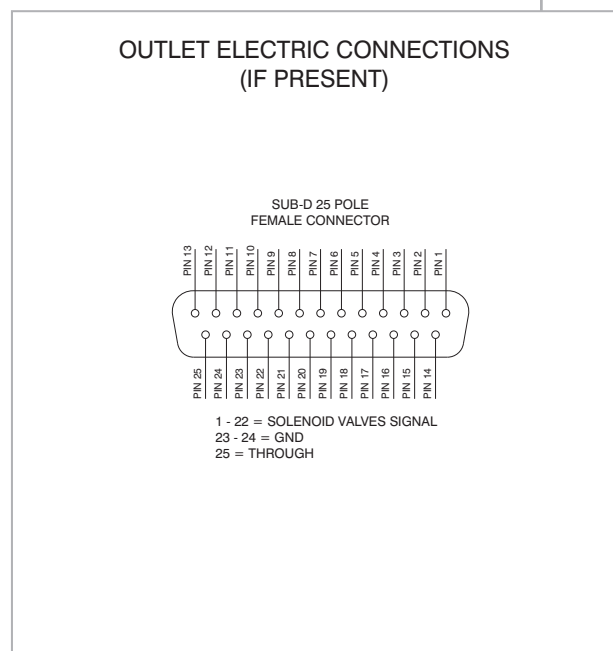 OUTLET ELECTRIC CONNECTIONS
(IF PRESENT)
SUB-D 25 POLE
FEMALE CONNECTOR
PIN 13 PIN 12 PIN 11 PIN 10 PIN 9 PIN 8 PIN 7 PIN 6 PIN 5 PIN 4 PIN 3 PIN 2 PIN 1
PIN 25 PIN 24 PIN 23 PIN 22 PIN 21 PIN 20 PIN 19 PIN 18 PIN 17 PIN 16 PIN 15 PIN 14
1 - 22 = SOLENOID VALVES SIGNAL
23 - 24 = GND
25 = THROUGH